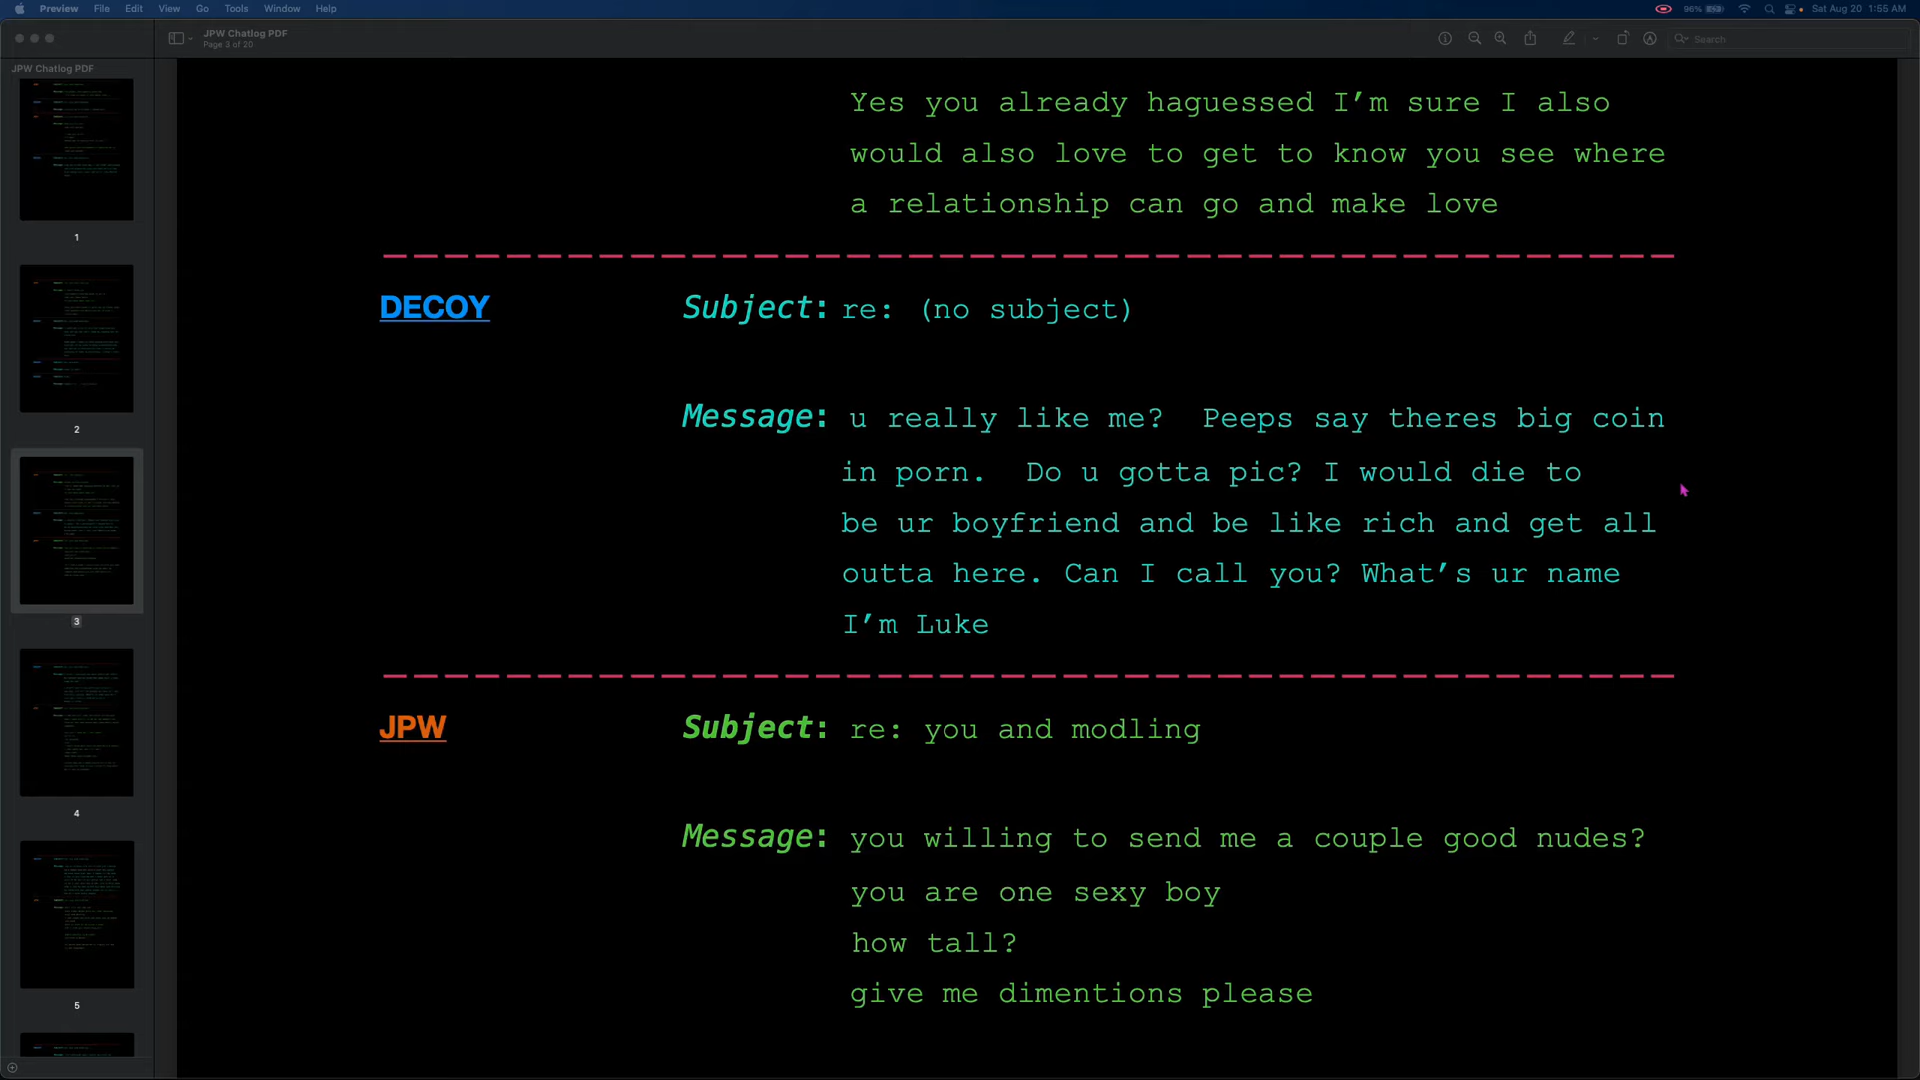 Preview File Edit View Go Tools Window Help
96% Sat Aug 20 1:55 AM
JPW Chatlog PDF
Page 3 of 20
Search
JPW Chatlog PDF
1
2
3
4
5
Yes you already haguessed I’m sure I also
would also love to get to know you see where
a relationship can go and make love
DECOY Subject: re: (no subject)
Message: u really like me? Peeps say theres big coin
in porn. Do u gotta pic? I would die to
be ur boyfriend and be like rich and get all
outta here. Can I call you? What’s ur name
I’m Luke
JPW Subject: re: you and modling
Message: you willing to send me a couple good nudes?
you are one sexy boy
how tall?
give me dimentions please